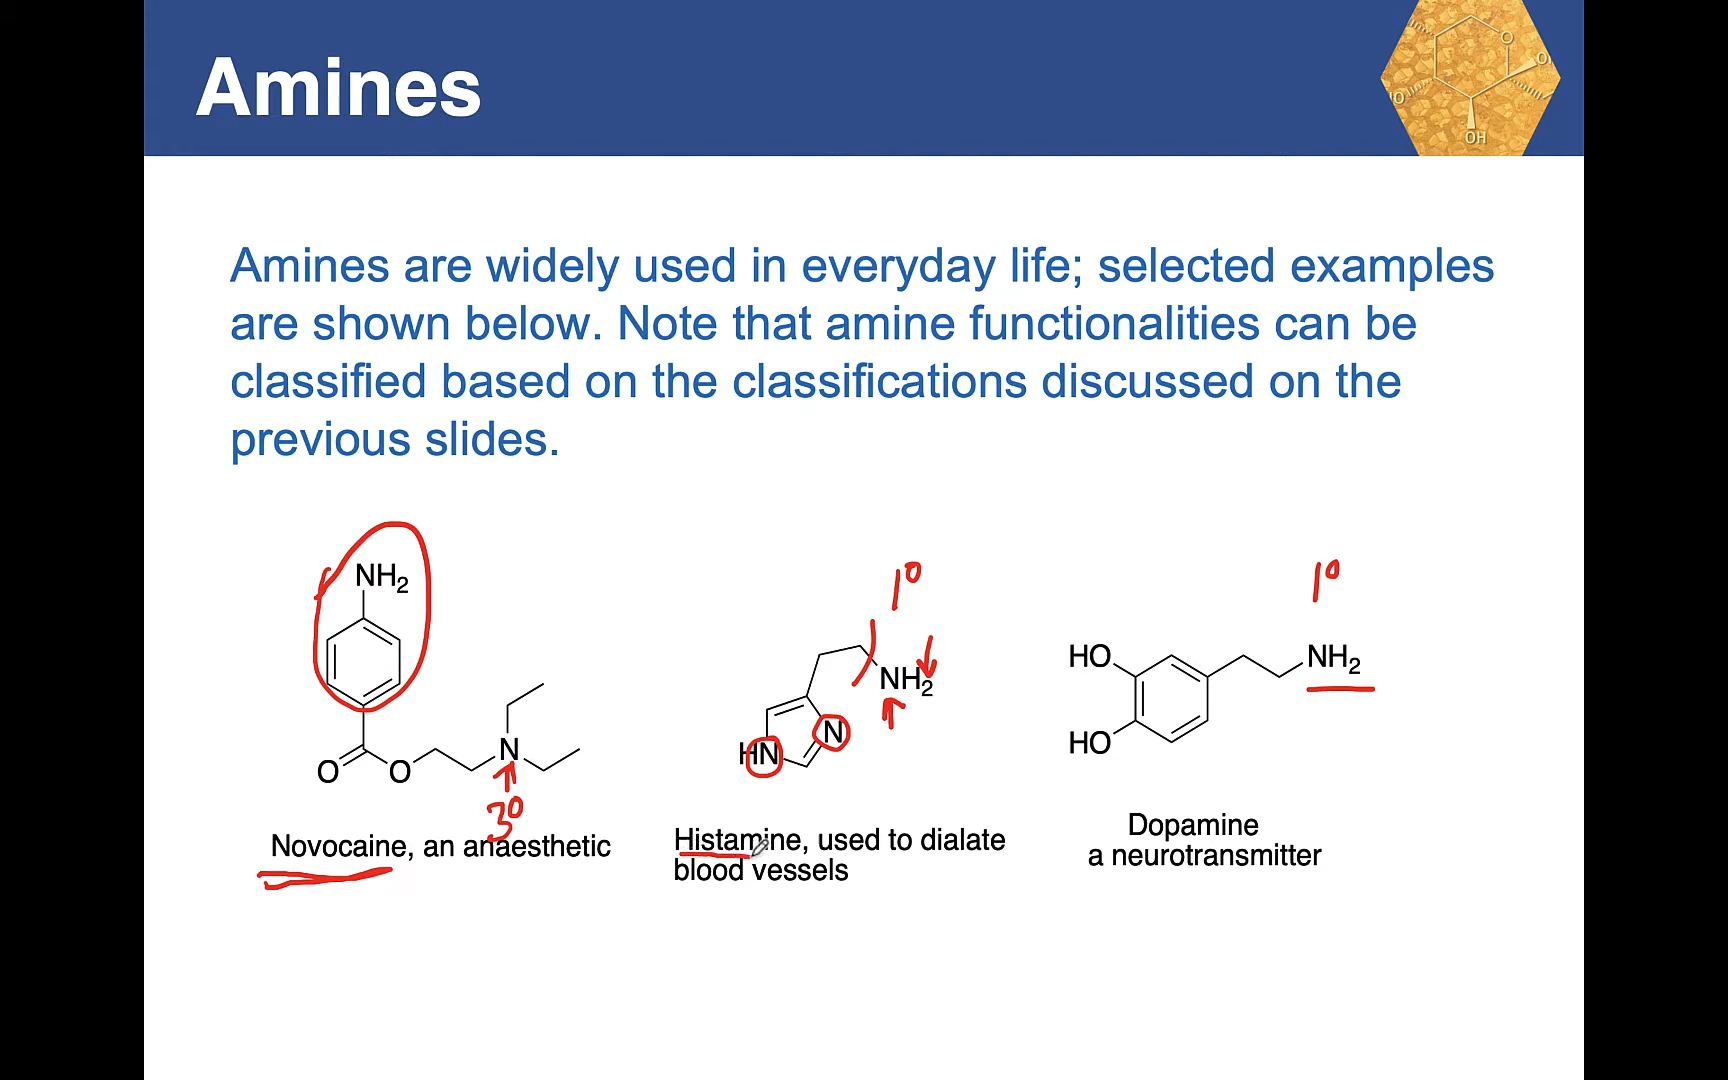 Amines
O
O
O
OH
Amines are widely used in everyday life; selected examples
are shown below. Note that amine functionalities can be
classified based on the classifications discussed on the
previous slides.
NH2
O
O
N
3°
Novocaine, an anaesthetic
1°
NH2
N
HN
Histamine, used to dialate
blood vessels
1°
HO
NH2
HO
Dopamine
a neurotransmitter